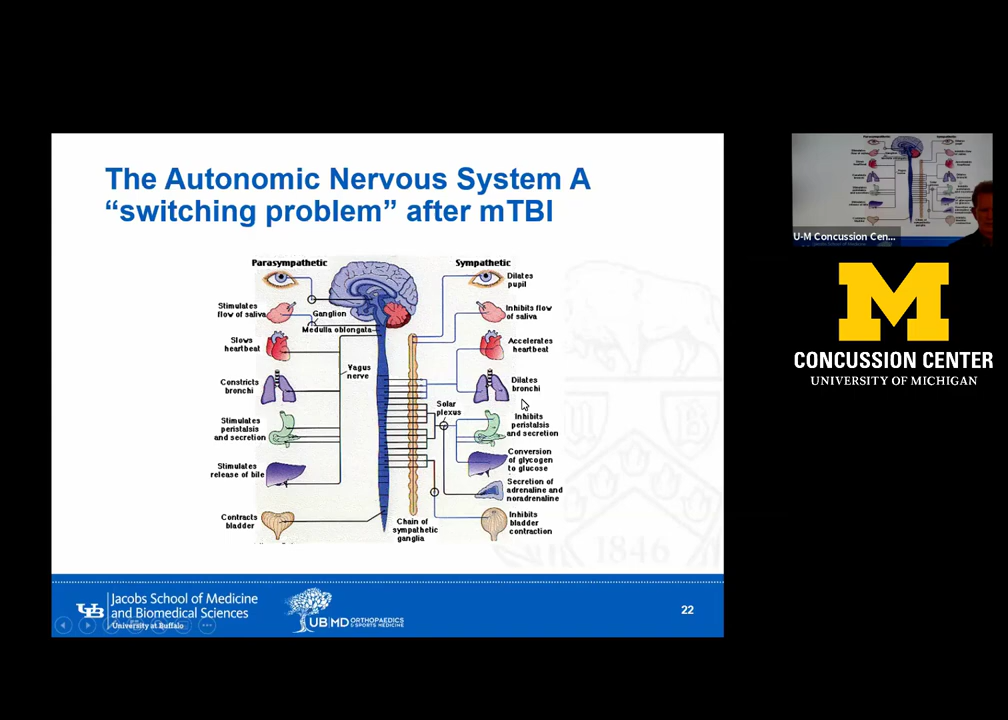 The Autonomic Nervous System A
“switching problem” after mTBI
Parasympathetic
Sympathetic
Dilates
pupil
Stimulates
flow of saliva
Ganglion
Medulla oblongata
Inhibits flow
of saliva
Slows
heartbeat
Vagus
nerve
Accelerates
heartbeat
Constricts
bronchi
Dilates
bronchi
Solar
plexus
Stimulates
peristalsis
and secretion
Inhibits
peristalsis
and secretion
Stimulates
release of bile
Conversion
of glycogen
to glucose
Secretion of
adrenaline and
noradrenaline
Contracts
bladder
Chain of
sympathetic
ganglia
Inhibits
bladder
contraction
1846
UB
Jacobs School of Medicine
and Biomedical Sciences
University at Buffalo
UB|MD ORTHOPAEDICS
& SPORTS MEDICINE
22
U-M Concussion Cen...
M
CONCUSSION CENTER
UNIVERSITY OF MICHIGAN